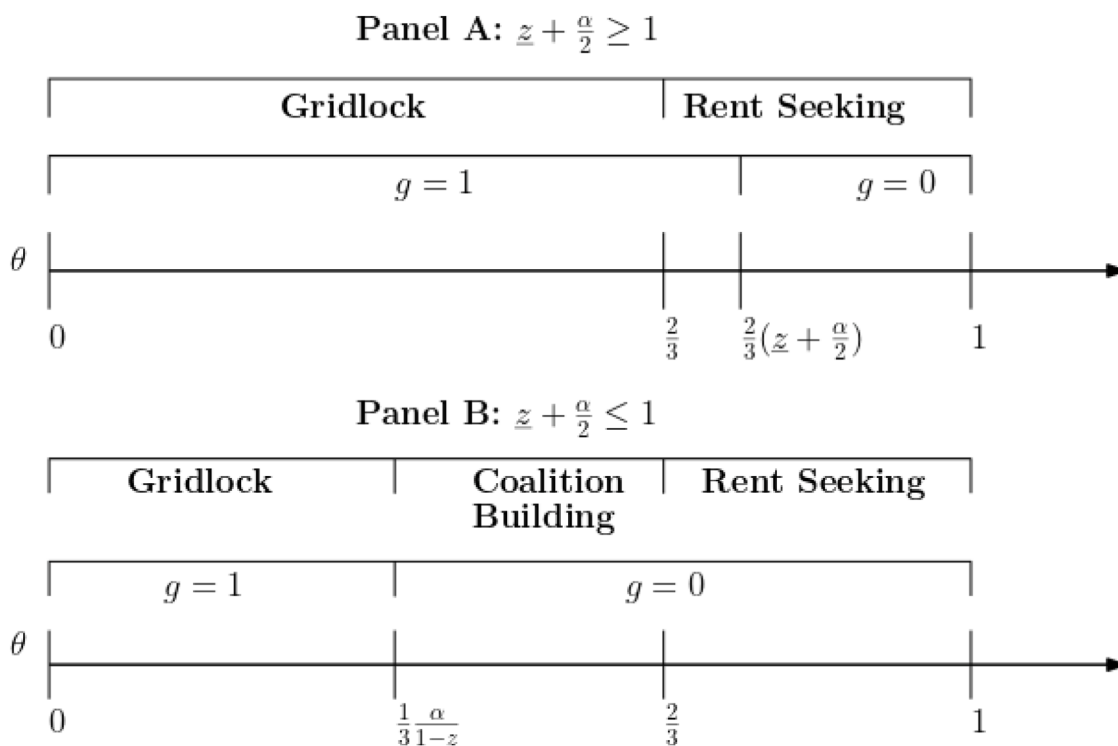 Panel A: z̲ + α/2 ≥ 1
Gridlock Rent Seeking
g = 1 g = 0
θ
0 2/3 2/3(z̲ + α/2) 1
Panel B: z̲ + α/2 ≤ 1
Gridlock Coalition Building Rent Seeking
g = 1 g = 0
θ
0 1/3 α/(1−z) 2/3 1